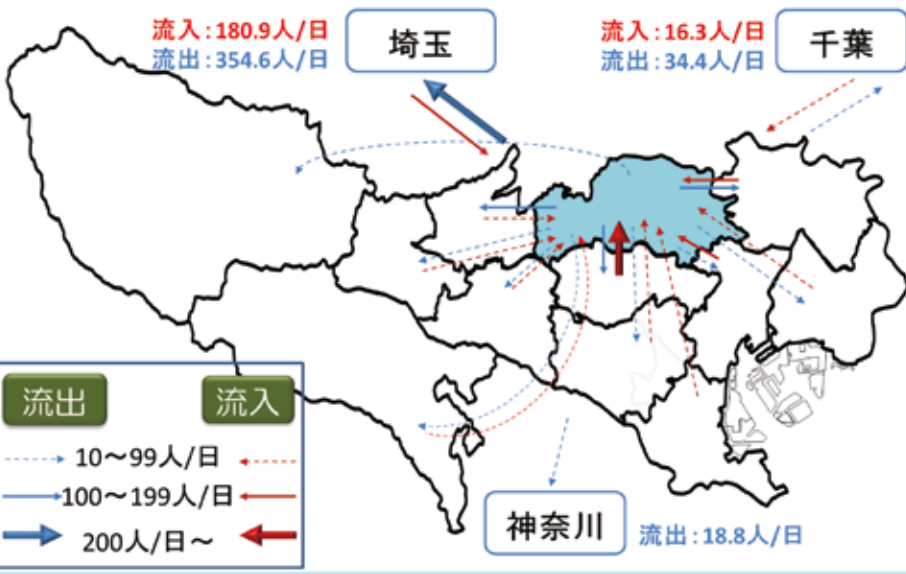 流入:180.9人/日
流出:354.6人/日
埼玉
流入:16.3人/日
流出:34.4人/日
千葉
流出
流入
10〜99人/日
100〜199人/日
200人/日〜
神奈川
流出:18.8人/日